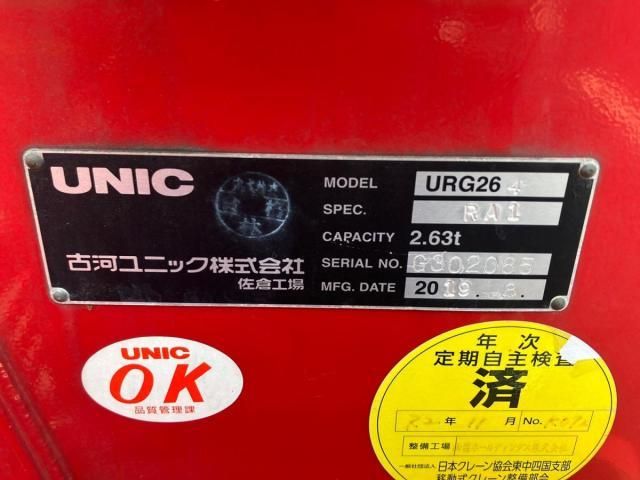 UNIC
MODEL URG264
SPEC. RA1
CAPACITY 2.63t
SERIAL NO. G302085
MFG. DATE 2019. 8.
古河ユニック株式会社
佐倉工場
UNIC
OK
品質管理課
年次
定期自主検査
済
年 11月 No.
整備工場
一般社団法人 日本クレーン協会東中四国支部
移動式クレーン整備部会